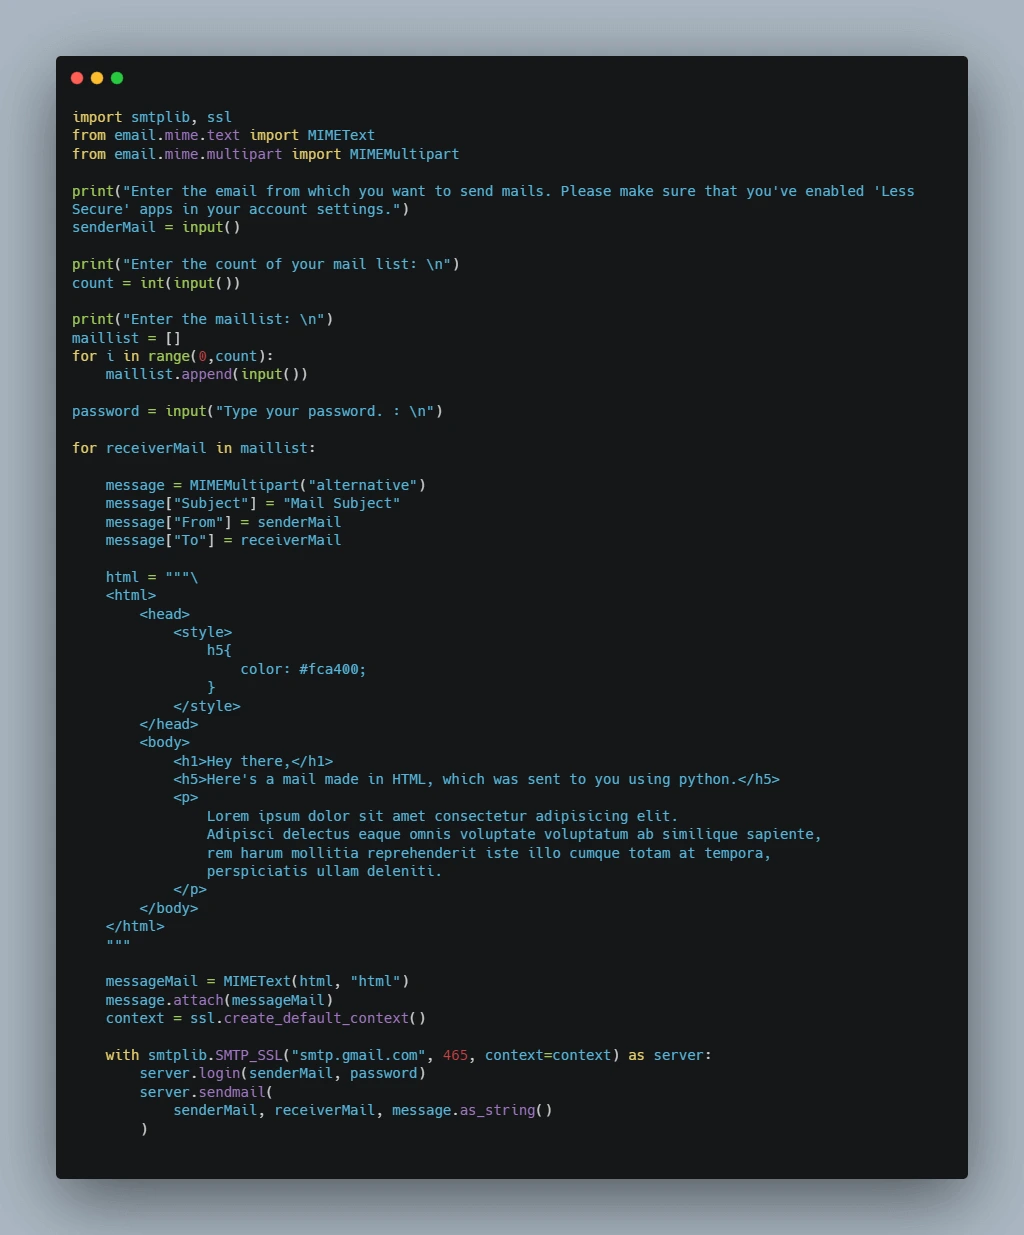 import smtplib, ssl
from email.mime.text import MIMEText
from email.mime.multipart import MIMEMultipart

print("Enter the email from which you want to send mails. Please make sure that you've enabled 'Less
Secure' apps in your account settings.")
senderMail = input()

print("Enter the count of your mail list: \n")
count = int(input())

print("Enter the maillist: \n")
maillist = []
for i in range(0,count):
    maillist.append(input())

password = input("Type your password. : \n")

for receiverMail in maillist:

    message = MIMEMultipart("alternative")
    message["Subject"] = "Mail Subject"
    message["From"] = senderMail
    message["To"] = receiverMail

    html = """\
    <html>
        <head>
            <style>
                h5{
                    color: #fca400;
                }
            </style>
        </head>
        <body>
            <h1>Hey there,</h1>
            <h5>Here's a mail made in HTML, which was sent to you using python.</h5>
            <p>
                Lorem ipsum dolor sit amet consectetur adipisicing elit.
                Adipisci delectus eaque omnis voluptate voluptatum ab similique sapiente,
                rem harum mollitia reprehenderit iste illo cumque totam at tempora,
                perspiciatis ullam deleniti.
            </p>
        </body>
    </html>
    """

    messageMail = MIMEText(html, "html")
    message.attach(messageMail)
    context = ssl.create_default_context()

    with smtplib.SMTP_SSL("smtp.gmail.com", 465, context=context) as server:
        server.login(senderMail, password)
        server.sendmail(
            senderMail, receiverMail, message.as_string()
        )